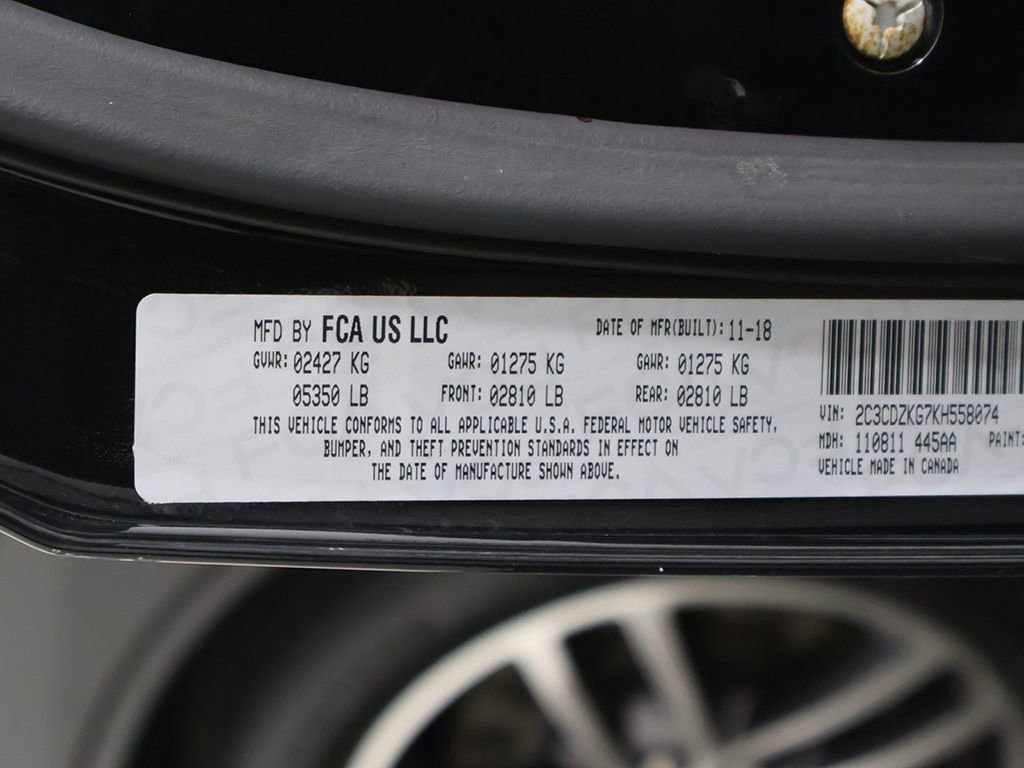 MFD BY FCA US LLC DATE OF MFR(BUILT): 11-18
GVWR: 02427 KG GAWR: 01275 KG GAWR: 01275 KG
05350 LB FRONT: 02810 LB REAR: 02810 LB
THIS VEHICLE CONFORMS TO ALL APPLICABLE U.S.A. FEDERAL MOTOR VEHICLE SAFETY,
BUMPER, AND THEFT PREVENTION STANDARDS IN EFFECT ON
THE DATE OF MANUFACTURE SHOWN ABOVE.
VIN: 2C3CDZKG7KH558074
MDH: 110811 445AA PAINT:
VEHICLE MADE IN CANADA